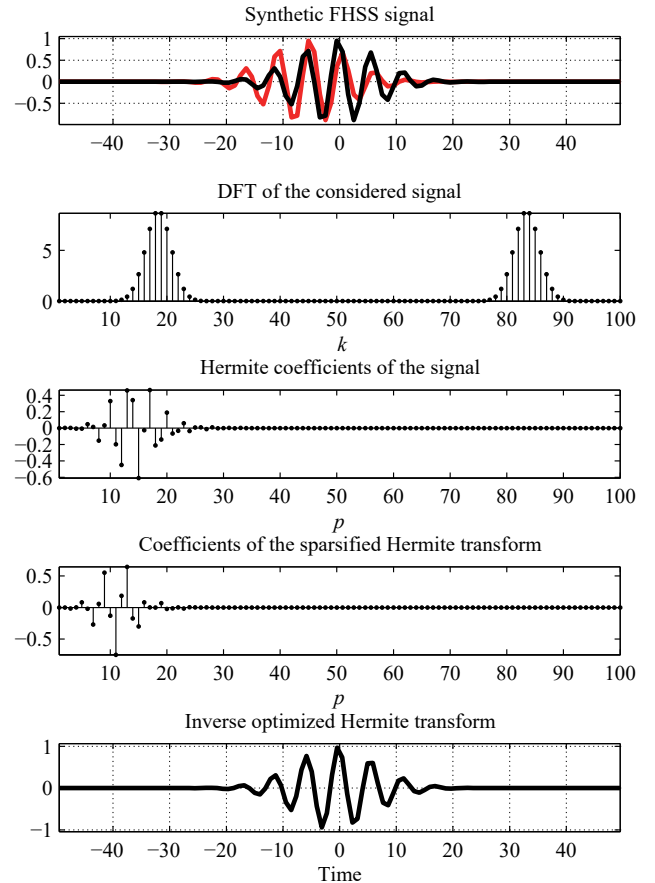 Synthetic FHSS signal
1
0.5
0
−0.5
−40 −30 −20 −10 0 10 20 30 40
DFT of the considered signal
5
0
10 20 30 40 50 60 70 80 90 100
k
Hermite coefficients of the signal
0.4
0.2
0
−0.2
−0.4
−0.6
10 20 30 40 50 60 70 80 90 100
p
Coefficients of the sparsified Hermite transform
0.5
0
−0.5
10 20 30 40 50 60 70 80 90 100
p
Inverse optimized Hermite transform
1
0
−1
−40 −30 −20 −10 0 10 20 30 40
Time